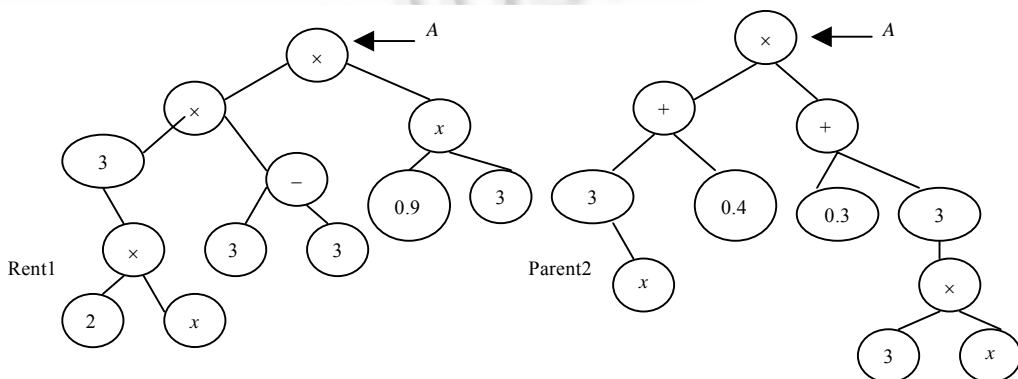 A
×
×
x
3
–
0.9
3
×
3
3
Rent1
2
x
A
×
+
+
3
0.4
0.3
3
Parent2
x
×
3
x